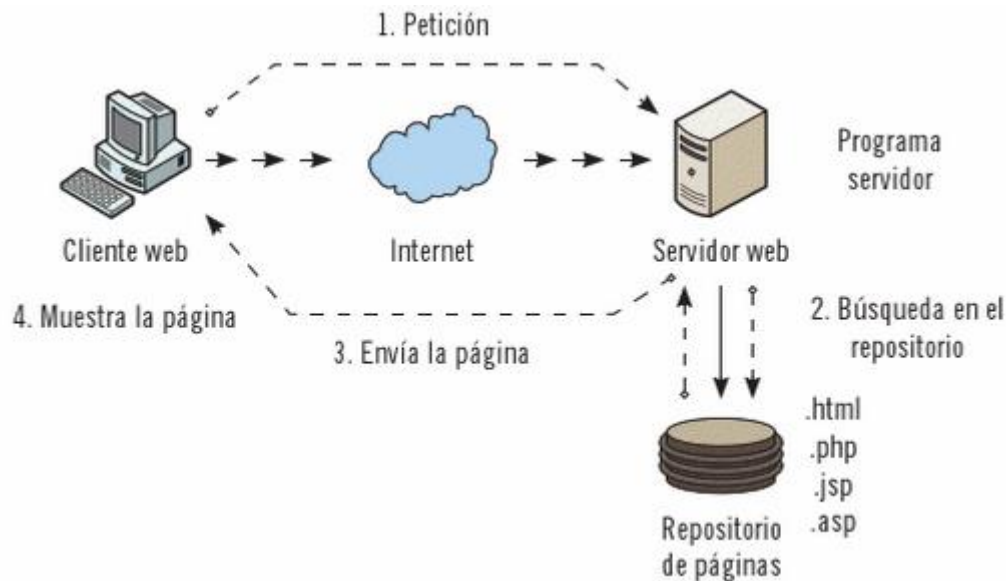 1. Petición
Programa
servidor
Cliente web
Internet
Servidor web
4. Muestra la página
3. Envía la página
2. Búsqueda en el
repositorio
.html
.php
.jsp
.asp
Repositorio
de páginas